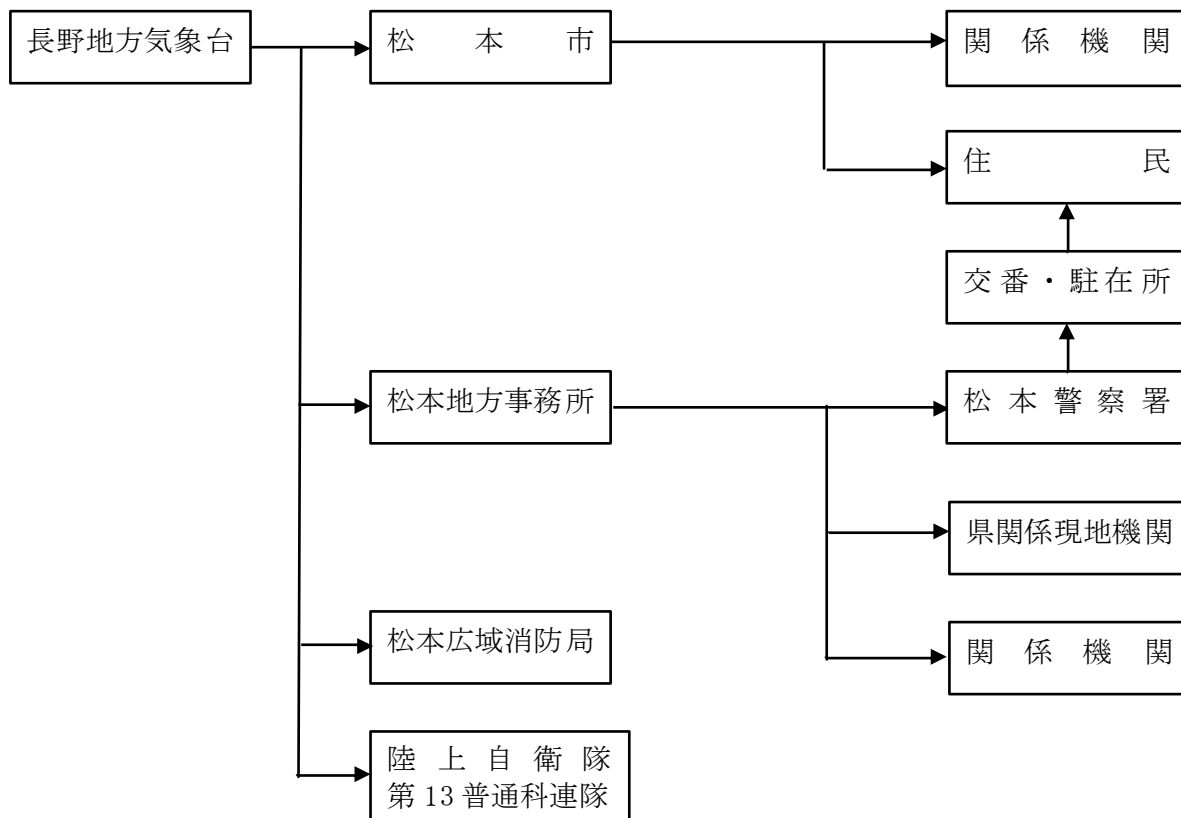 長野地方気象台
松本市
関係機関
住民
交番・駐在所
松本地方事務所
松本警察署
県関係現地機関
松本広域消防局
関係機関
陸上自衛隊
第13普通科連隊